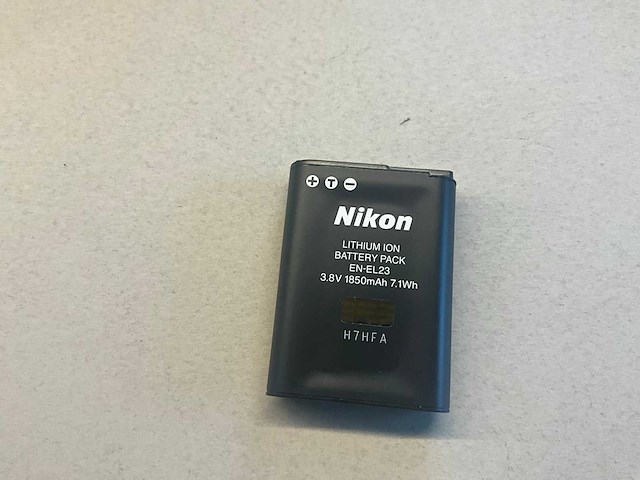 + T -
Nikon
LITHIUM ION
BATTERY PACK
EN-EL23
3.8V 1850mAh 7.1Wh
H7HFA